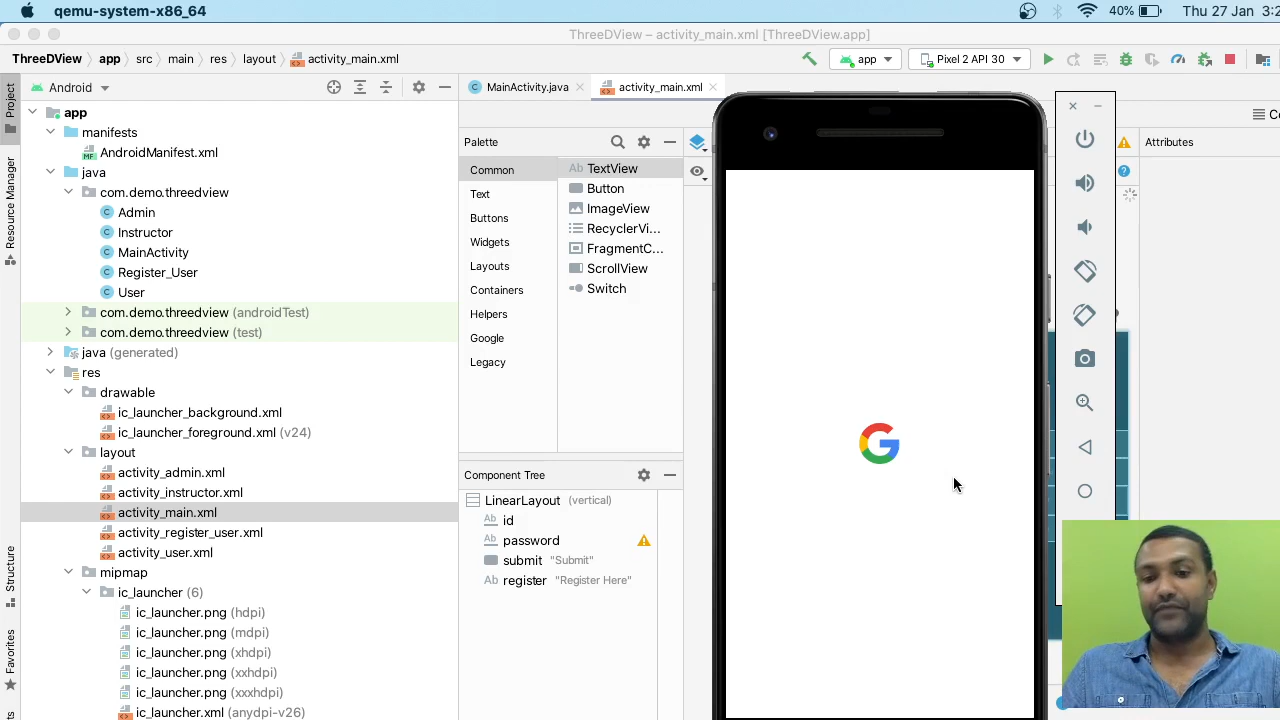 qemu-system-x86_64
40%
Thu 27 Jan
ThreeDView – activity_main.xml [ThreeDView.app]
ThreeDView
app
src
main
res
layout
activity_main.xml
app
Pixel 2 API 30
Project
Android
MainActivity.java
activity_main.xml
app
manifests
AndroidManifest.xml
java
com.demo.threedview
Admin
Instructor
MainActivity
Register_User
User
com.demo.threedview (androidTest)
com.demo.threedview (test)
java (generated)
res
drawable
ic_launcher_background.xml
ic_launcher_foreground.xml (v24)
layout
activity_admin.xml
activity_instructor.xml
activity_main.xml
activity_register_user.xml
activity_user.xml
mipmap
ic_launcher (6)
ic_launcher.png (hdpi)
ic_launcher.png (mdpi)
ic_launcher.png (xhdpi)
ic_launcher.png (xxhdpi)
ic_launcher.png (xxxhdpi)
ic_launcher.xml (anydpi-v26)
Resource Manager
Structure
Favorites
Palette
Common
Text
Buttons
Widgets
Layouts
Containers
Helpers
Google
Legacy
Ab TextView
Button
ImageView
RecyclerVi...
FragmentC...
ScrollView
Switch
Component Tree
LinearLayout (vertical)
Ab id
Ab password
submit "Submit"
Ab register "Register Here"
G
Attributes